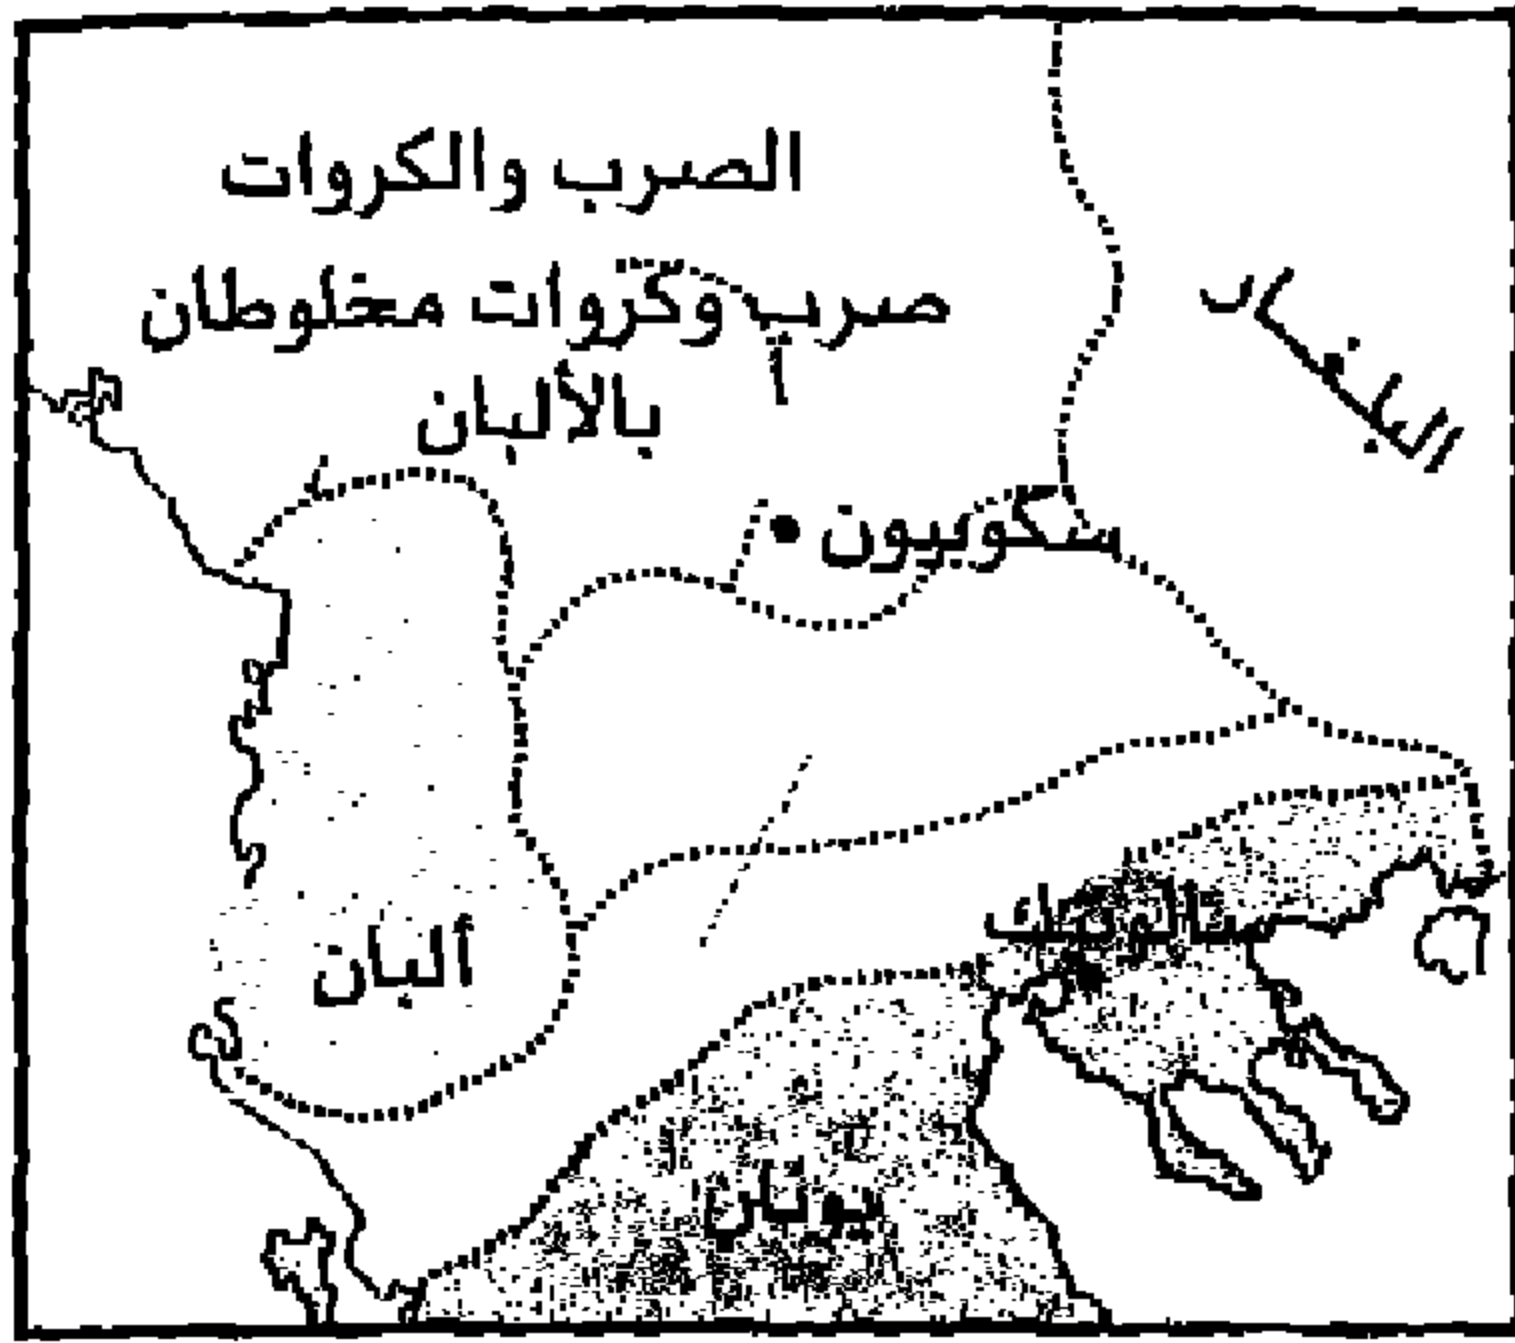 الصرب والكروات
صرب وكروات مخلوطان
بالألبان
البلغار
سكوبيون
سالونيك
ألبان
يونان